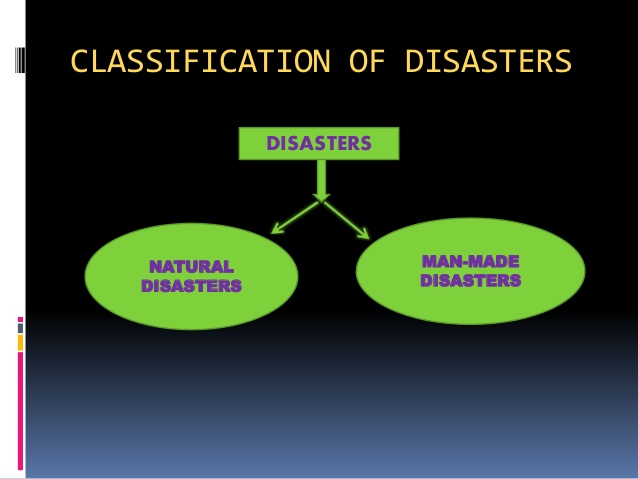 CLASSIFICATION OF DISASTERS
DISASTERS
NATURAL
DISASTERS
MAN-MADE
DISASTERS